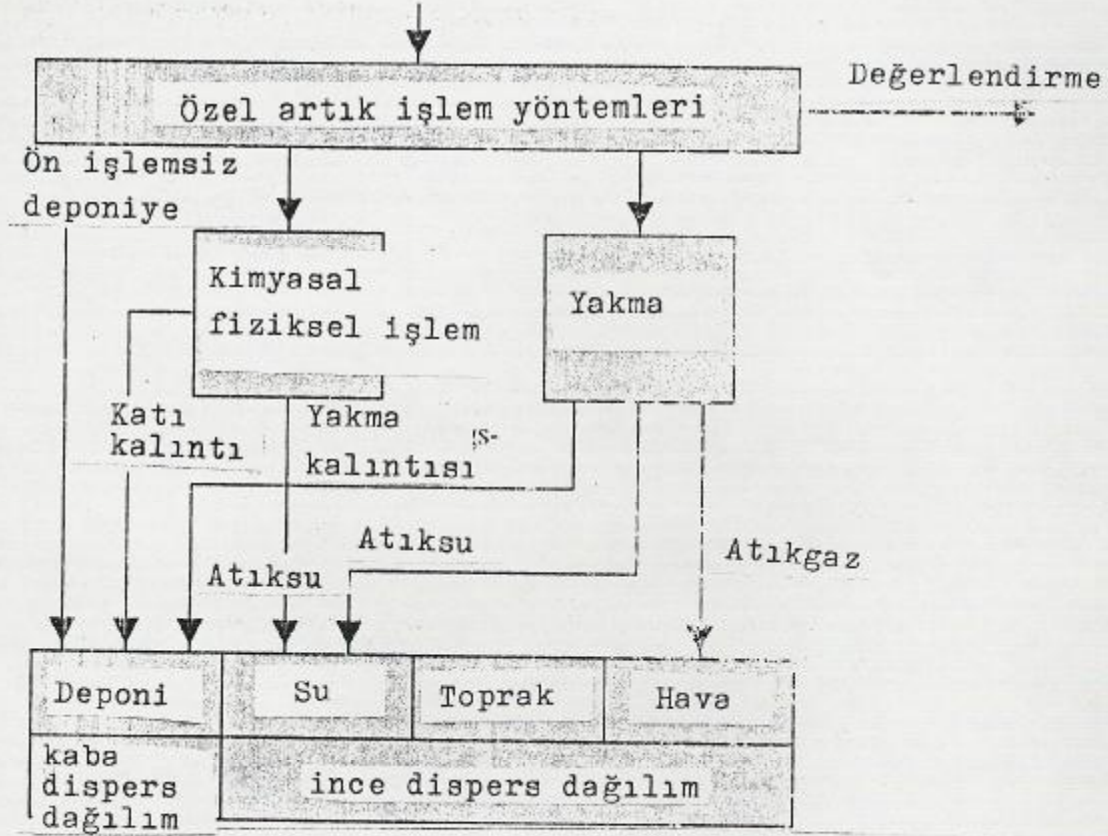 Değerlendirme
Özel artık işlem yöntemleri
Ön işlemsiz
deponiye
Kimyasal
fiziksel işlem
Yakma
Katı
kalıntı
Yakma
kalıntısı
Atıksu
Atıksu
Atıkgaz
Deponi
Su
Toprak
Hava
kaba
dispers
dağılım
ince dispers dağılım